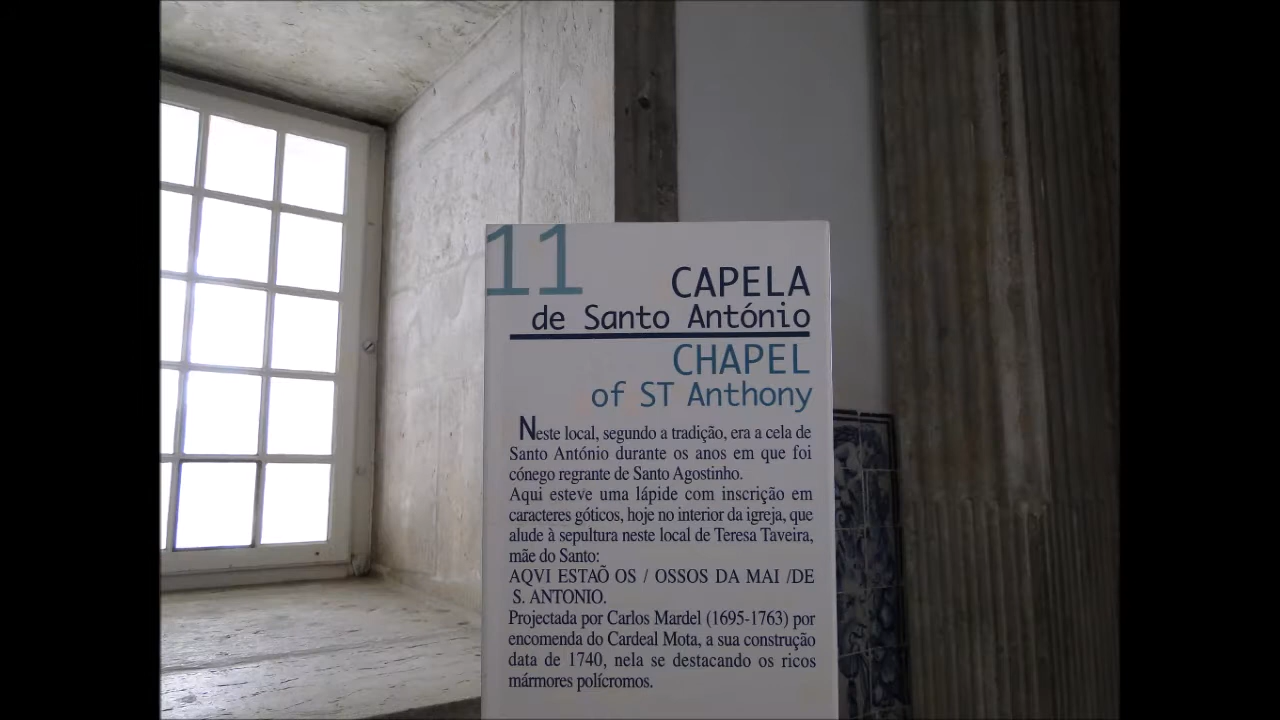 11
CAPELA
de Santo António
CHAPEL
of ST Anthony
Neste local, segundo a tradição, era a cela de
Santo António durante os anos em que foi
cónego regrante de Santo Agostinho.
Aqui esteve uma lápide com inscrição em
caracteres góticos, hoje no interior da igreja, que
alude à sepultura neste local de Teresa Taveira,
mãe do Santo:
AQVI ESTAÕ OS / OSSOS DA MAI /DE
S. ANTONIO.
Projectada por Carlos Mardel (1695-1763) por
encomenda do Cardeal Mota, a sua construção
data de 1740, nela se destacando os ricos
mármores polícromos.